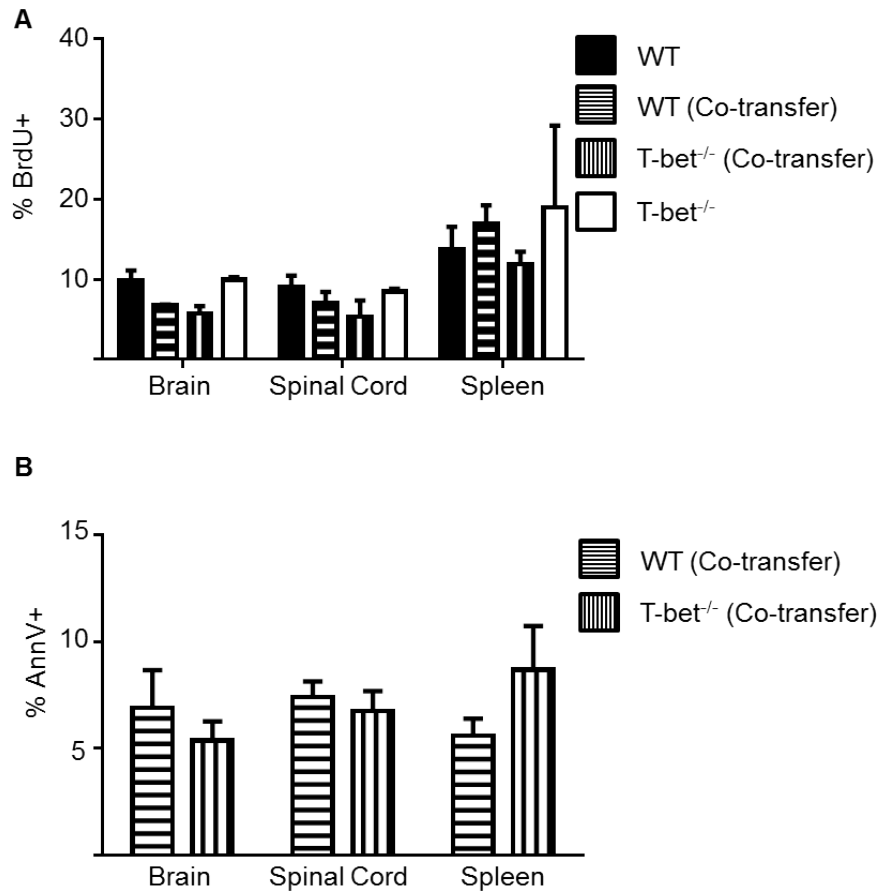 A
% BrdU+
40
30
20
10
Brain
Spinal Cord
Spleen
WT
WT (Co-transfer)
T-bet⁻/⁻ (Co-transfer)
T-bet⁻/⁻
B
% AnnV+
15
10
5
Brain
Spinal Cord
Spleen
WT (Co-transfer)
T-bet⁻/⁻ (Co-transfer)